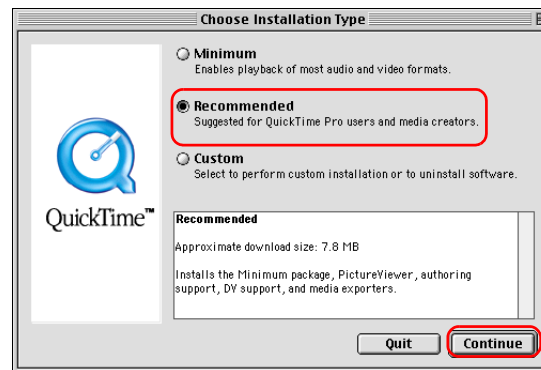 Choose Installation Type
Minimum
Enables playback of most audio and video formats.
Recommended
Suggested for QuickTime Pro users and media creators.
Custom
Select to perform custom installation or to uninstall software.
QuickTime™
Recommended
Approximate download size: 7.8 MB
Installs the Minimum package, PictureViewer, authoring
support, DV support, and media exporters.
Quit
Continue